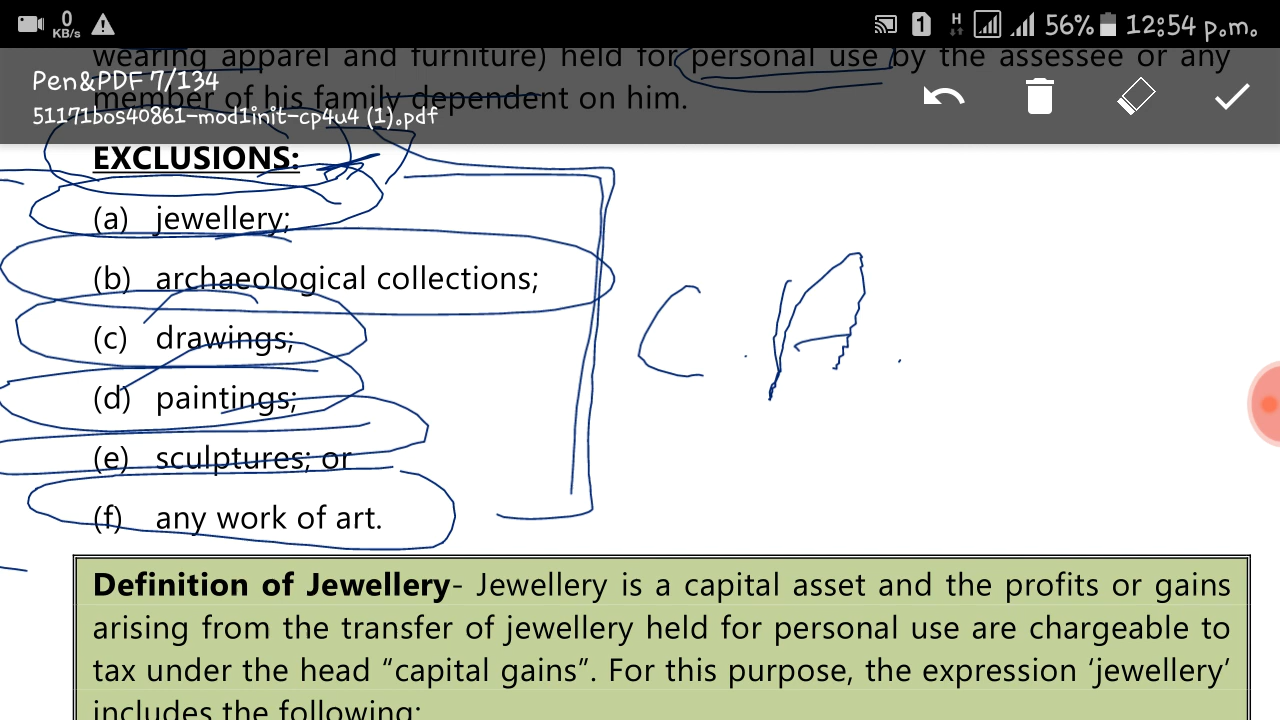 0
KB/s
1
H
56%
12:54 p.m.
wearing apparel and furniture) held for personal use by the assessee or any
Pen&PDF 7/134
member of his family dependent on him.
51171bos40861-mod1init-cp4u4 (1).pdf
EXCLUSIONS:
(a) jewellery;
(b) archaeological collections;
(c) drawings;
(d) paintings;
(e) sculptures; or
(f) any work of art.
C.A.
Definition of Jewellery- Jewellery is a capital asset and the profits or gains
arising from the transfer of jewellery held for personal use are chargeable to
tax under the head “capital gains”. For this purpose, the expression ‘jewellery’
includes the following: